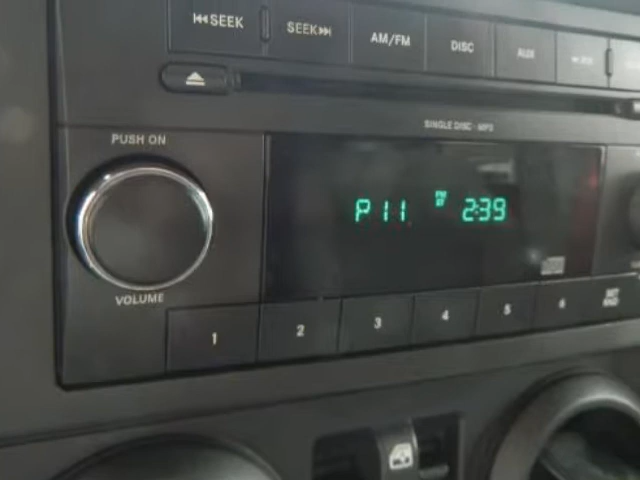 SEEK
SEEK
AM/FM
DISC
AUX
SINGLE DISC · MP3
PUSH ON
P11 2:39
VOLUME
1 2 3 4 5 6